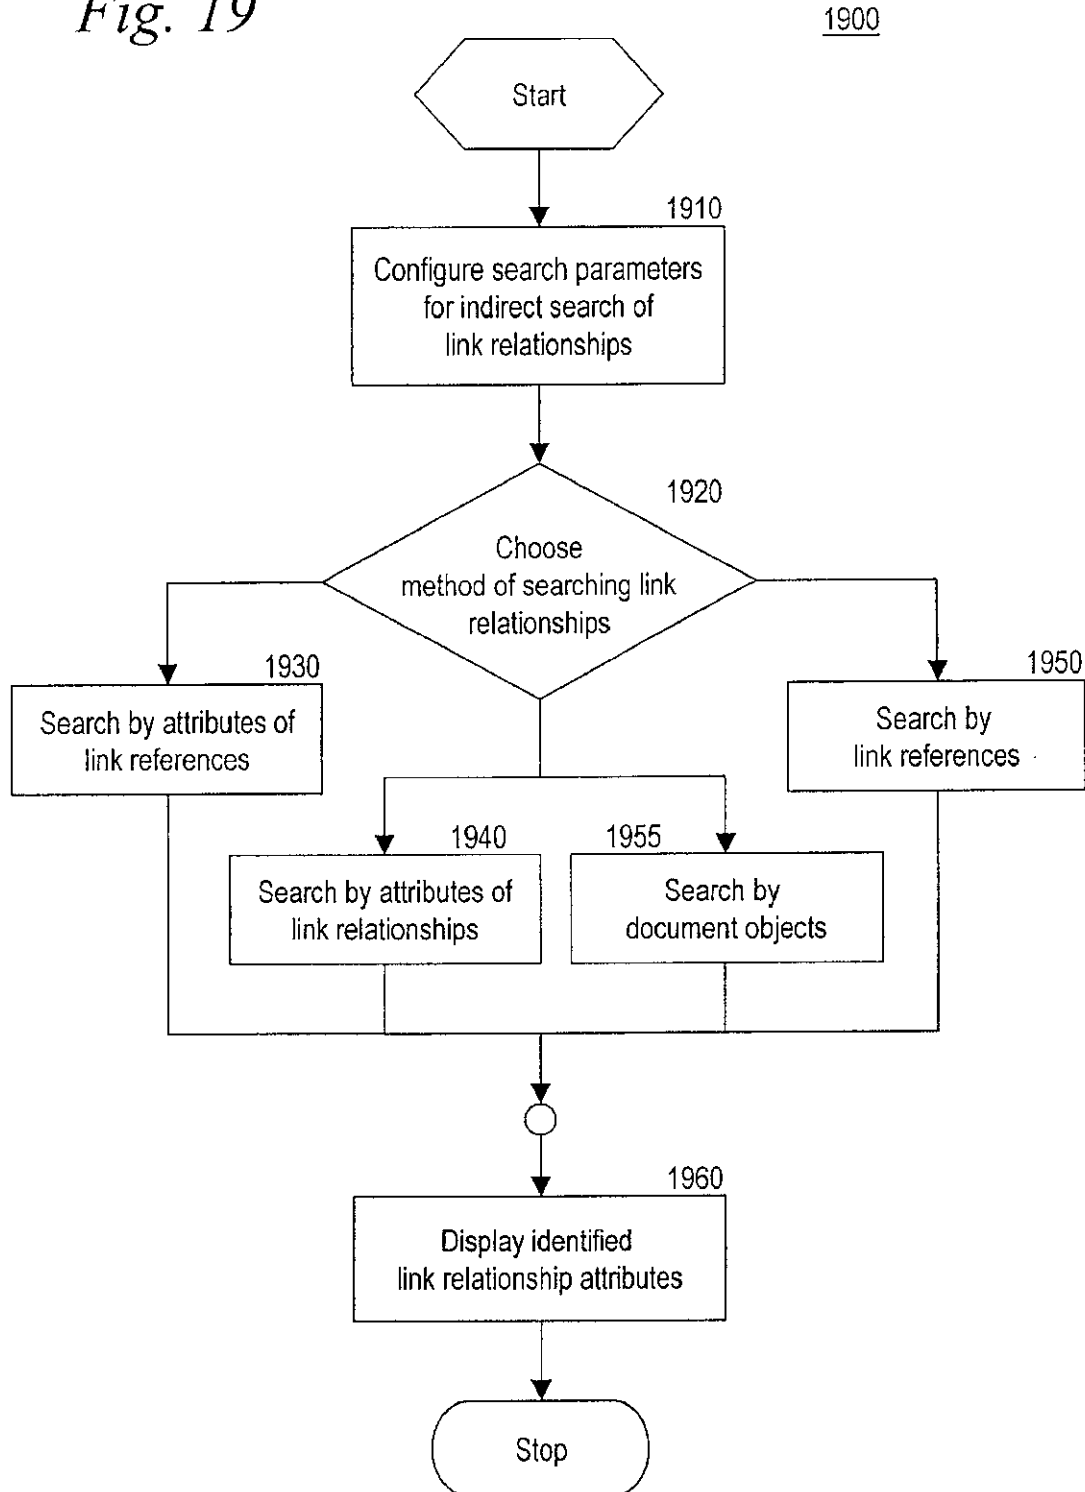 Fig. 19
1900
Start
1910
Configure search parameters
for indirect search of
link relationships
1920
Choose
method of searching link
relationships
1930
Search by attributes of
link references
1950
Search by
link references
1940
Search by attributes of
link relationships
1955
Search by
document objects
1960
Display identified
link relationship attributes
Stop